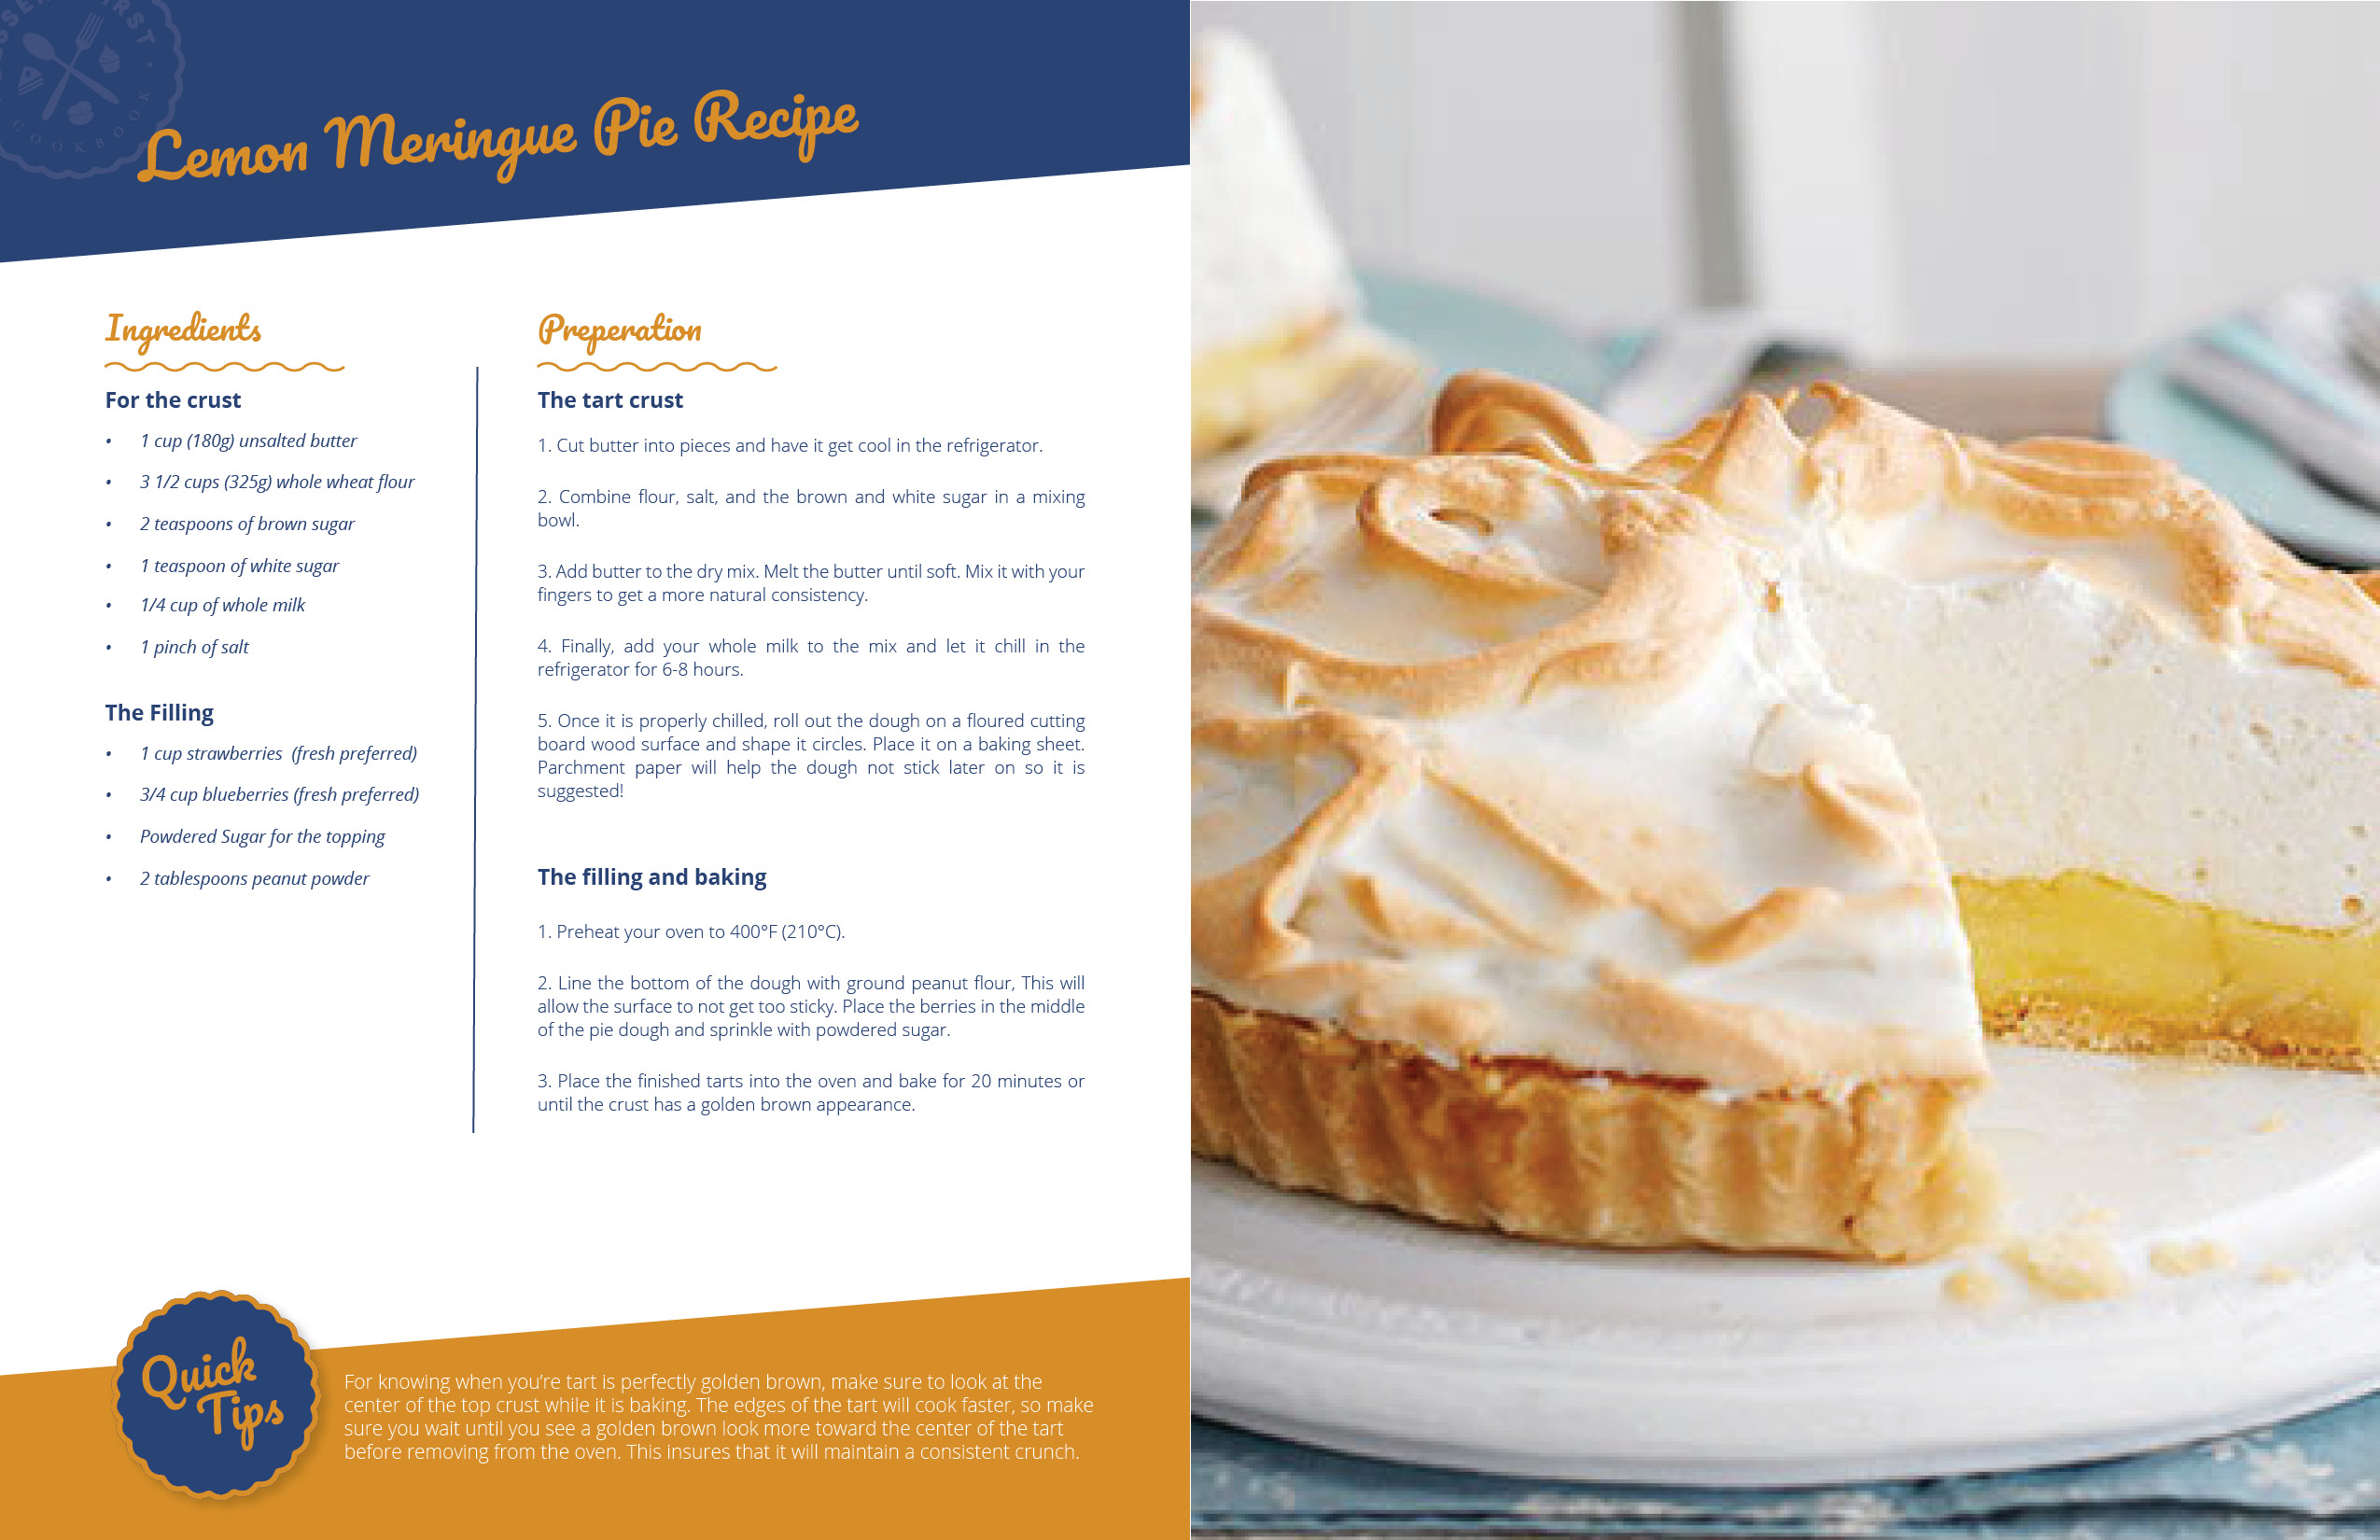 COOKBOOK
Lemon Meringue Pie Recipe
Ingredients
For the crust
• 1 cup (180g) unsalted butter
• 3 1/2 cups (325g) whole wheat flour
• 2 teaspoons of brown sugar
• 1 teaspoon of white sugar
• 1/4 cup of whole milk
• 1 pinch of salt
The Filling
• 1 cup strawberries  (fresh preferred)
• 3/4 cup blueberries (fresh preferred)
• Powdered Sugar for the topping
• 2 tablespoons peanut powder
Preperation
The tart crust
1. Cut butter into pieces and have it get cool in the refrigerator.
2. Combine flour, salt, and the brown and white sugar in a mixing
bowl.
3. Add butter to the dry mix. Melt the butter until soft. Mix it with your
fingers to get a more natural consistency.
4. Finally, add your whole milk to the mix and let it chill in the
refrigerator for 6-8 hours.
5. Once it is properly chilled, roll out the dough on a floured cutting
board wood surface and shape it circles. Place it on a baking sheet.
Parchment paper will help the dough not stick later on so it is
suggested!
The filling and baking
1. Preheat your oven to 400°F (210°C).
2. Line the bottom of the dough with ground peanut flour, This will
allow the surface to not get too sticky. Place the berries in the middle
of the pie dough and sprinkle with powdered sugar.
3. Place the finished tarts into the oven and bake for 20 minutes or
until the crust has a golden brown appearance.
Quick
Tips
For knowing when you’re tart is perfectly golden brown, make sure to look at the
center of the top crust while it is baking. The edges of the tart will cook faster, so make
sure you wait until you see a golden brown look more toward the center of the tart
before removing from the oven. This insures that it will maintain a consistent crunch.